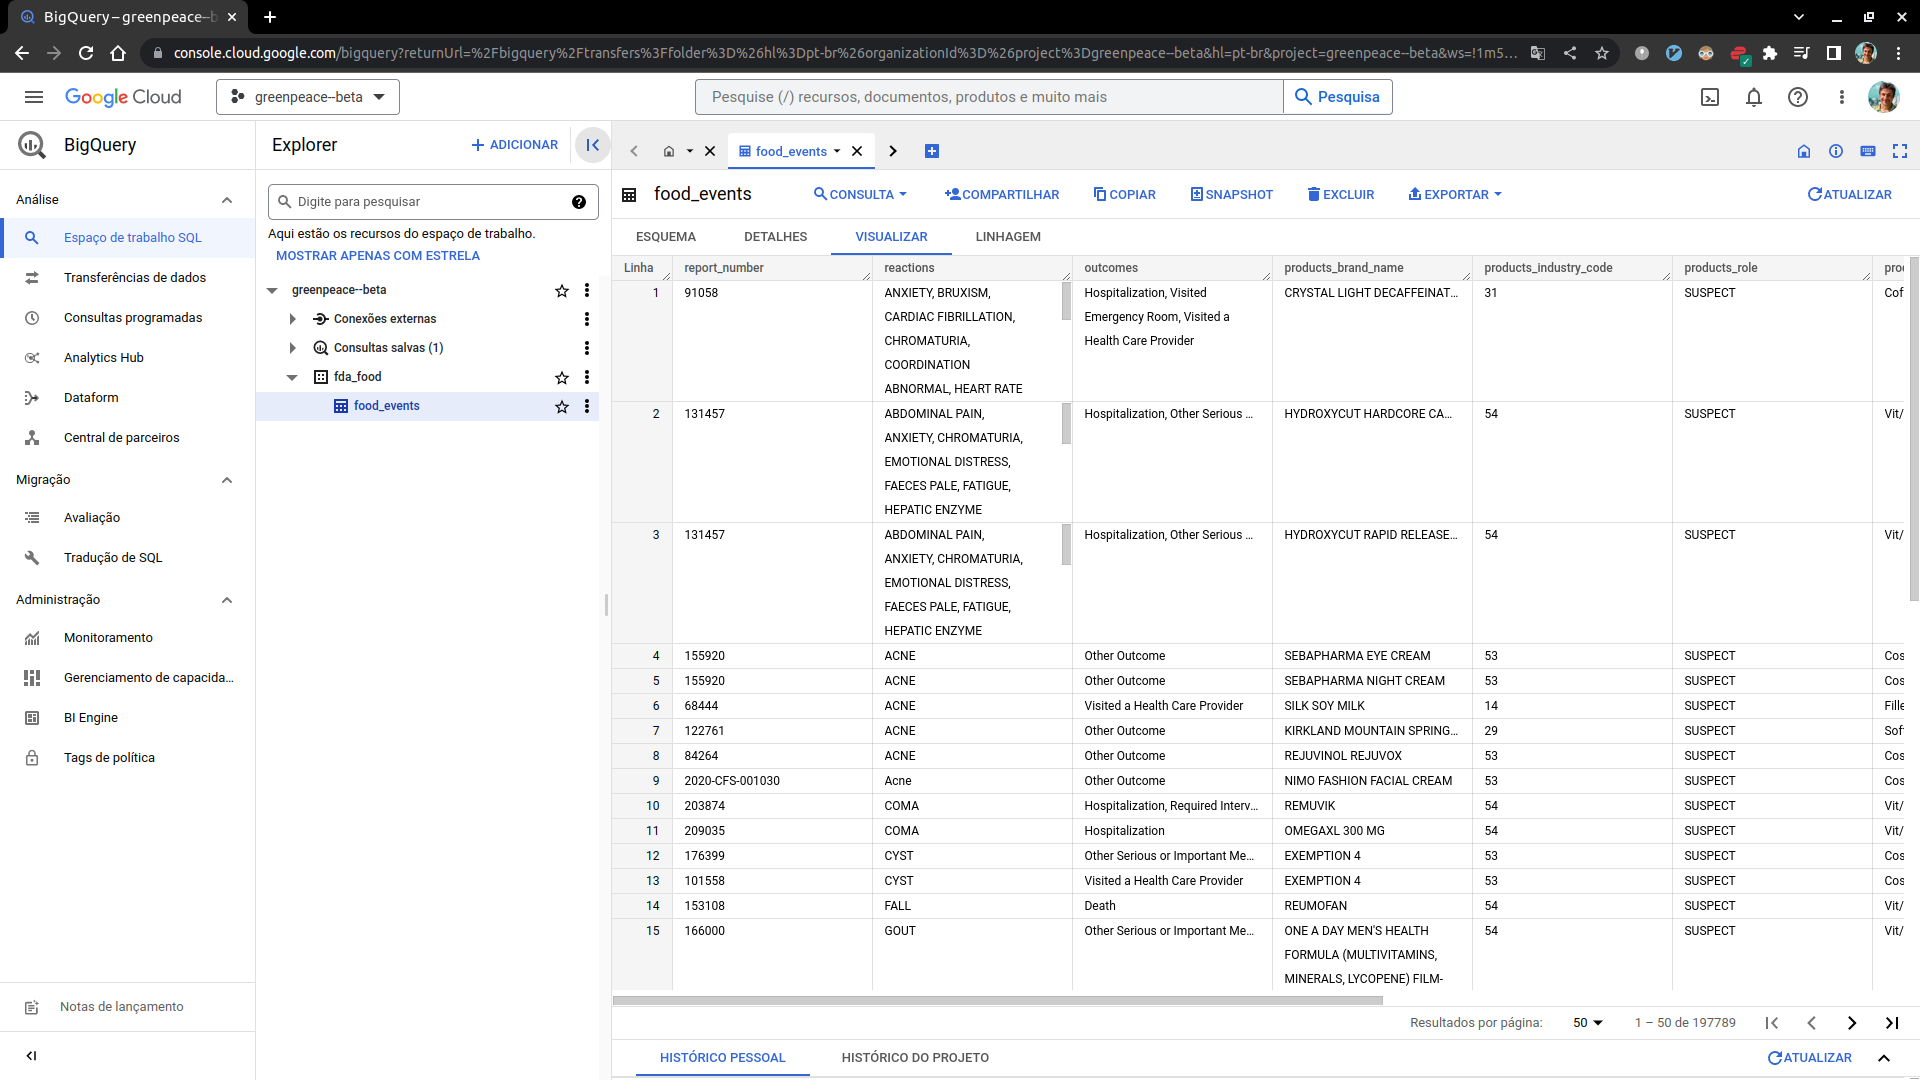 BigQuery – greenpeace--b
console.cloud.google.com/bigquery?returnUrl=%2Fbigquery%2Ftransfers%3Ffolder%3D%26hl%3Dpt-br%26organizationId%3D%26project%3Dgreenpeace--beta&hl=pt-br&project=greenpeace--beta&ws=!1m5...
Google Cloud
greenpeace--beta
Pesquise (/) recursos, documentos, produtos e muito mais
Pesquisa
BigQuery
Análise
Espaço de trabalho SQL
Transferências de dados
Consultas programadas
Analytics Hub
Dataform
Central de parceiros
Migração
Avaliação
Tradução de SQL
Administração
Monitoramento
Gerenciamento de capacida...
BI Engine
Tags de política
Notas de lançamento
Explorer
ADICIONAR
Digite para pesquisar
Aqui estão os recursos do espaço de trabalho.
MOSTRAR APENAS COM ESTRELA
greenpeace--beta
Conexões externas
Consultas salvas (1)
fda_food
food_events
food_events
food_events
CONSULTA
COMPARTILHAR
COPIAR
SNAPSHOT
EXCLUIR
EXPORTAR
ATUALIZAR
ESQUEMA DETALHES VISUALIZAR LINHAGEM
Linha report_number reactions outcomes products_brand_name products_industry_code products_role
1 91058 ANXIETY, BRUXISM, Hospitalization, Visited CRYSTAL LIGHT DECAFFEINAT... 31 SUSPECT Cof
CARDIAC FIBRILLATION, Emergency Room, Visited a
CHROMATURIA, Health Care Provider
COORDINATION
ABNORMAL, HEART RATE
2 131457 ABDOMINAL PAIN, Hospitalization, Other Serious ... HYDROXYCUT HARDCORE CA... 54 SUSPECT Vit/
ANXIETY, CHROMATURIA,
EMOTIONAL DISTRESS,
FAECES PALE, FATIGUE,
HEPATIC ENZYME
3 131457 ABDOMINAL PAIN, Hospitalization, Other Serious ... HYDROXYCUT RAPID RELEASE... 54 SUSPECT Vit/
ANXIETY, CHROMATURIA,
EMOTIONAL DISTRESS,
FAECES PALE, FATIGUE,
HEPATIC ENZYME
4 155920 ACNE Other Outcome SEBAPHARMA EYE CREAM 53 SUSPECT Cos
5 155920 ACNE Other Outcome SEBAPHARMA NIGHT CREAM 53 SUSPECT Cos
6 68444 ACNE Visited a Health Care Provider SILK SOY MILK 14 SUSPECT Fille
7 122761 ACNE Other Outcome KIRKLAND MOUNTAIN SPRING... 29 SUSPECT Sof
8 84264 ACNE Other Outcome REJUVINOL REJUVOX 53 SUSPECT Cos
9 2020-CFS-001030 Acne Other Outcome NIMO FASHION FACIAL CREAM 53 SUSPECT Cos
10 203874 COMA Hospitalization, Required Interv... REMUVIK 54 SUSPECT Vit/
11 209035 COMA Hospitalization OMEGAXL 300 MG 54 SUSPECT Vit/
12 176399 CYST Other Serious or Important Me... EXEMPTION 4 53 SUSPECT Cos
13 101558 CYST Visited a Health Care Provider EXEMPTION 4 53 SUSPECT Cos
14 153108 FALL Death REUMOFAN 54 SUSPECT Vit/
15 166000 GOUT Other Serious or Important Me... ONE A DAY MEN'S HEALTH 54 SUSPECT Vit/
FORMULA (MULTIVITAMINS,
MINERALS, LYCOPENE) FILM-
Resultados por página: 50 1 – 50 de 197789
HISTÓRICO PESSOAL HISTÓRICO DO PROJETO ATUALIZAR